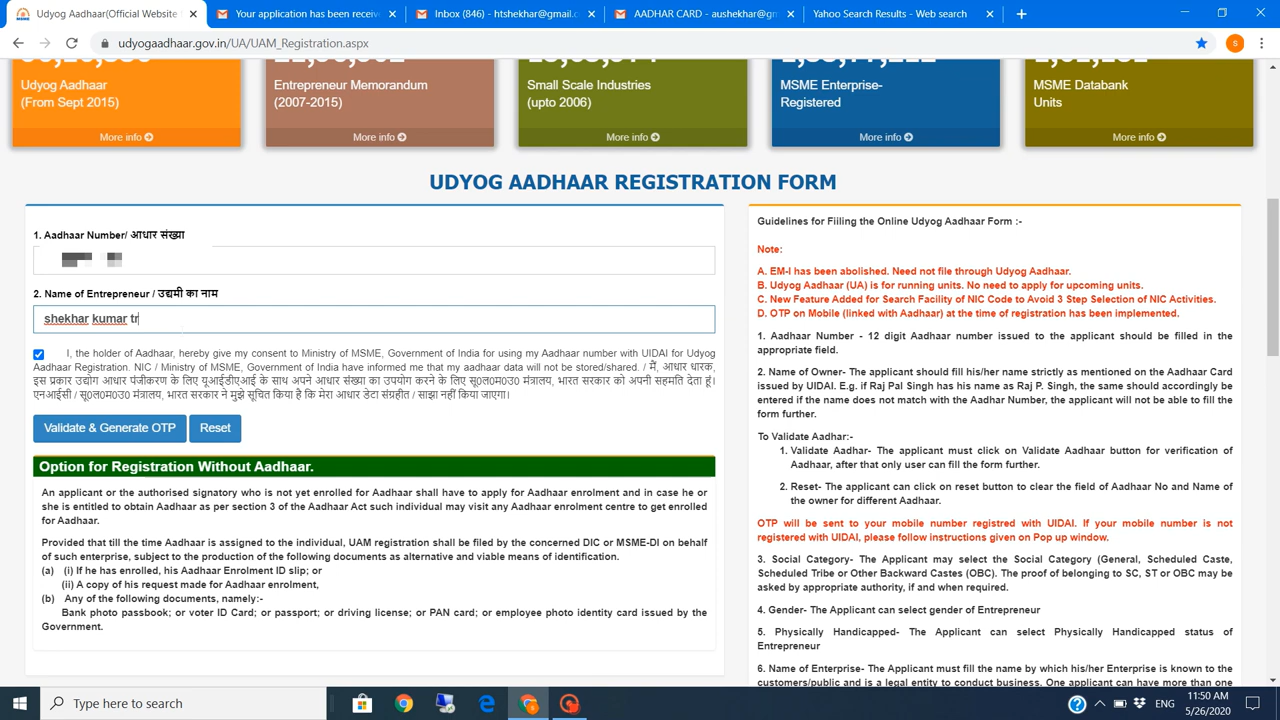 Udyog Aadhaar(Official Website
Your application has been receiv
Inbox (846) - htshekhar@gmail.c
AADHAR CARD - aushekhar@gm
Yahoo Search Results - Web search
udyogaadhaar.gov.in/UA/UAM_Registration.aspx
Udyog Aadhaar
(From Sept 2015)
More info
Entrepreneur Memorandum
(2007-2015)
More info
Small Scale Industries
(upto 2006)
More info
MSME Enterprise-
Registered
More info
MSME Databank
Units
More info
UDYOG AADHAAR REGISTRATION FORM
1. Aadhaar Number/ आधार संख्या
2. Name of Entrepreneur / उद्यमी का नाम
shekhar kumar tr
I, the holder of Aadhaar, hereby give my consent to Ministry of MSME, Government of India for using my Aadhaar number with UIDAI for Udyog
Aadhaar Registration. NIC / Ministry of MSME, Government of India have informed me that my aadhaar data will not be stored/shared. / मैं, आधार धारक,
इस प्रकार उद्योग आधार पंजीकरण के लिए यूआईडीएआई के साथ अपने आधार संख्या का उपयोग करने के लिए सू0ल0म0उ0 मंत्रालय, भारत सरकार को अपनी सहमति देता हूं।
एनआईसी / सू0ल0म0उ0 मंत्रालय, भारत सरकार ने मुझे सूचित किया है कि मेरा आधार डेटा संग्रहीत / साझा नहीं किया जाएगा।
Validate & Generate OTP
Reset
Option for Registration Without Aadhaar.
An applicant or the authorised signatory who is not yet enrolled for Aadhaar shall have to apply for Aadhaar enrolment and in case he or
she is entitled to obtain Aadhaar as per section 3 of the Aadhaar Act such individual may visit any Aadhaar enrolment centre to get enrolled
for Aadhaar.
Provided that till the time Aadhaar is assigned to the individual, UAM registration shall be filed by the concerned DIC or MSME-DI on behalf
of such enterprise, subject to the production of the following documents as alternative and viable means of identification.
(a) (i) If he has enrolled, his Aadhaar Enrolment ID slip; or
(ii) A copy of his request made for Aadhaar enrolment,
(b) Any of the following documents, namely:-
Bank photo passbook; or voter ID Card; or passport; or driving license; or PAN card; or employee photo identity card issued by the
Government.
Guidelines for Fiiling the Online Udyog Aadhaar Form :-
Note:
A. EM-I has been abolished. Need not file through Udyog Aadhaar.
B. Udyog Aadhaar (UA) is for running units. No need to apply for upcoming units.
C. New Feature Added for Search Facility of NIC Code to Avoid 3 Step Selection of NIC Activities.
D. OTP on Mobile (linked with Aadhaar) at the time of registration has been implemented.
1. Aadhaar Number - 12 digit Aadhaar number issued to the applicant should be filled in the
appropriate field.
2. Name of Owner- The applicant should fill his/her name strictly as mentioned on the Aadhaar Card
issued by UIDAI. E.g. if Raj Pal Singh has his name as Raj P. Singh, the same should accordingly be
entered if the name does not match with the Aadhar Number, the applicant will not be able to fill the
form further.
To Validate Aadhar:-
1. Validate Aadhar- The applicant must click on Validate Aadhaar button for verification of
Aadhaar, after that only user can fill the form further.
2. Reset- The applicant can click on reset button to clear the field of Aadhar No and Name of
the owner for different Aadhaar.
OTP will be sent to your mobile number registred with UIDAI. If your mobile number is not
registered with UIDAI, please follow instructions given on Pop up window.
3. Social Category- The Applicant may select the Social Category (General, Scheduled Caste,
Scheduled Tribe or Other Backward Castes (OBC). The proof of belonging to SC, ST or OBC may be
asked by appropriate authority, if and when required.
4. Gender- The Applicant can select gender of Entrepreneur
5. Physically Handicapped- The Applicant can select Physically Handicapped status of
Entrepreneur
6. Name of Enterprise- The Applicant must fill the name by which his/her Enterprise is known to the
customers/public and is a legal entity to conduct business. One applicant can have more than one
Type here to search
ENG
11:50 AM
5/26/2020